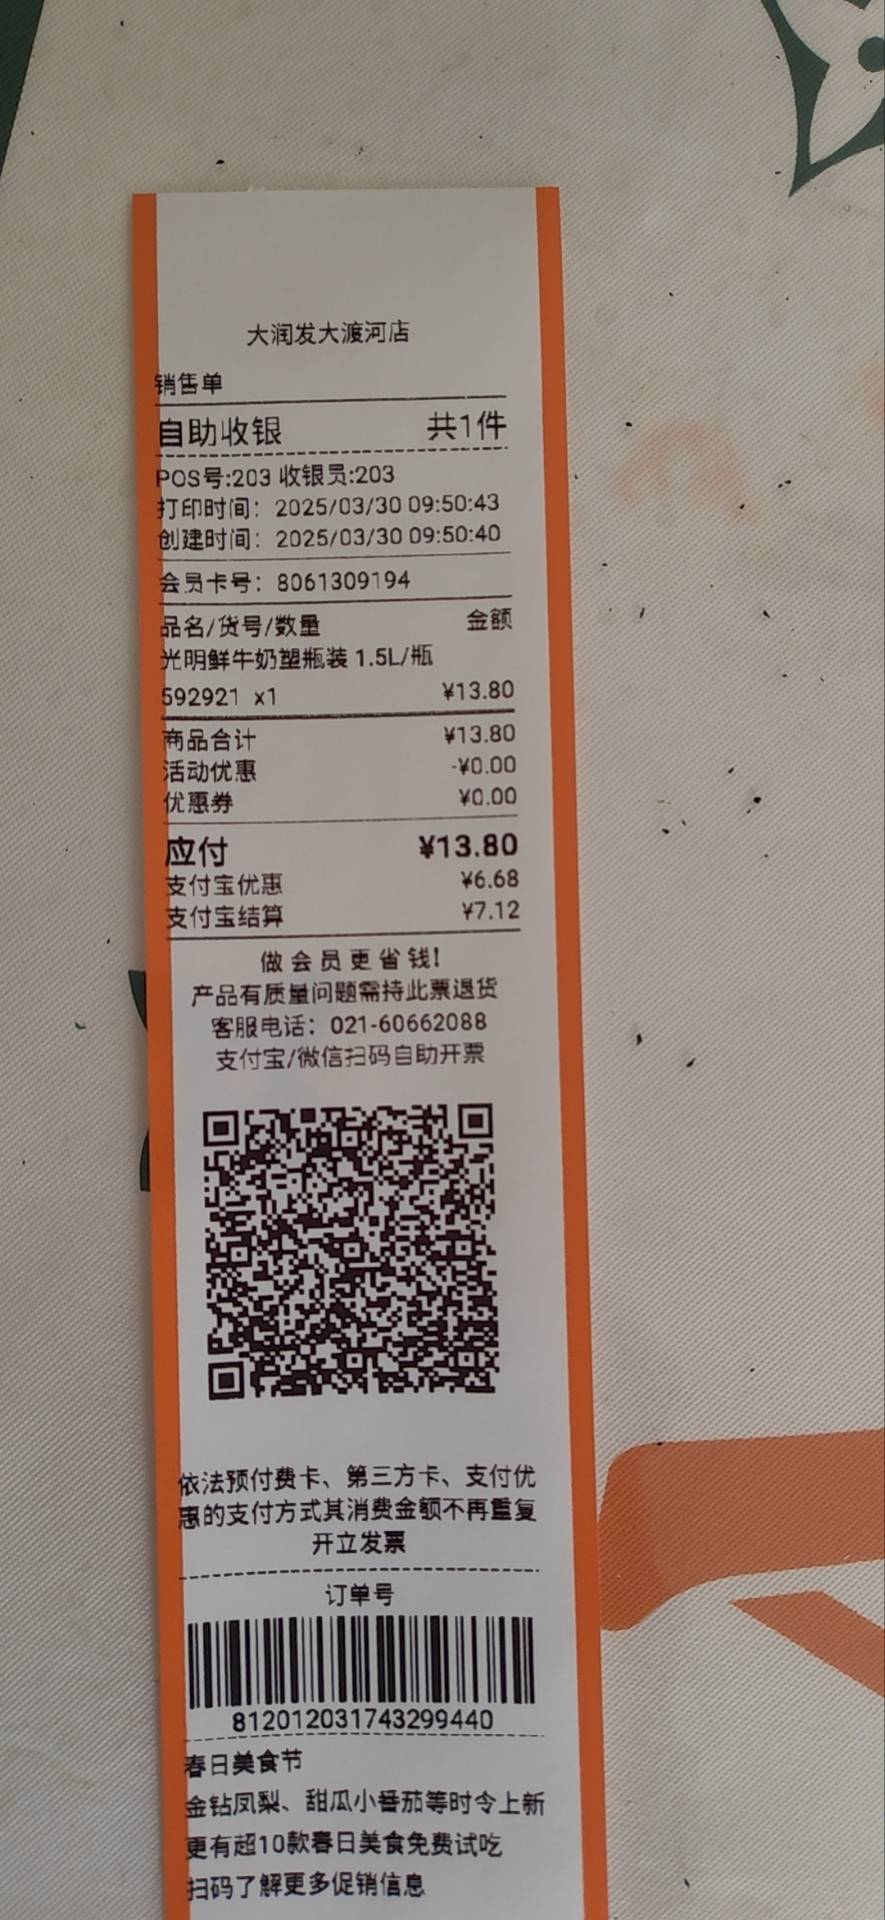 大润发大渡河店
销售单
自助收银 共1件
POS号:203 收银员:203
打印时间：2025/03/30 09:50:43
创建时间：2025/03/30 09:50:40
会员卡号：8061309194
品名/货号/数量 金额
光明鲜牛奶塑瓶装 1.5L/瓶
592921 x1 ¥13.80
商品合计 ¥13.80
活动优惠 -¥0.00
优惠券 ¥0.00
应付 ¥13.80
支付宝优惠 ¥6.68
支付宝结算 ¥7.12
做会员更省钱!
产品有质量问题需持此票退货
客服电话：021-60662088
支付宝/微信扫码自助开票
依法预付费卡、第三方卡、支付优
惠的支付方式其消费金额不再重复
开立发票
订单号
812012031743299440
春日美食节
金钻凤梨、甜瓜小番茄等时令上新
更有超10款春日美食免费试吃
扫码了解更多促销信息